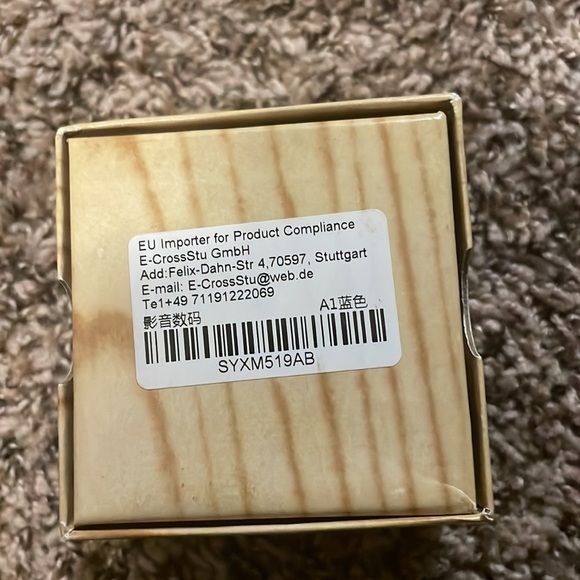 EU Importer for Product Compliance
E-CrossStu GmbH
Add:Felix-Dahn-Str 4,70597, Stuttgart
E-mail: E-CrossStu@web.de
Te1+49 71191222069
A1蓝色
影音数码
SYXM519AB